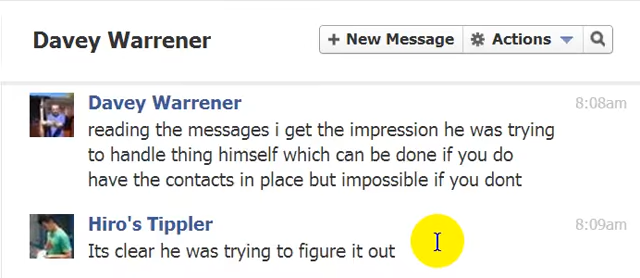 Davey Warrener
+ New Message Actions
Davey Warrener 8:08am
reading the messages i get the impression he was trying
to handle thing himself which can be done if you do
have the contacts in place but impossible if you dont
Hiro's Tippler 8:09am
Its clear he was trying to figure it out